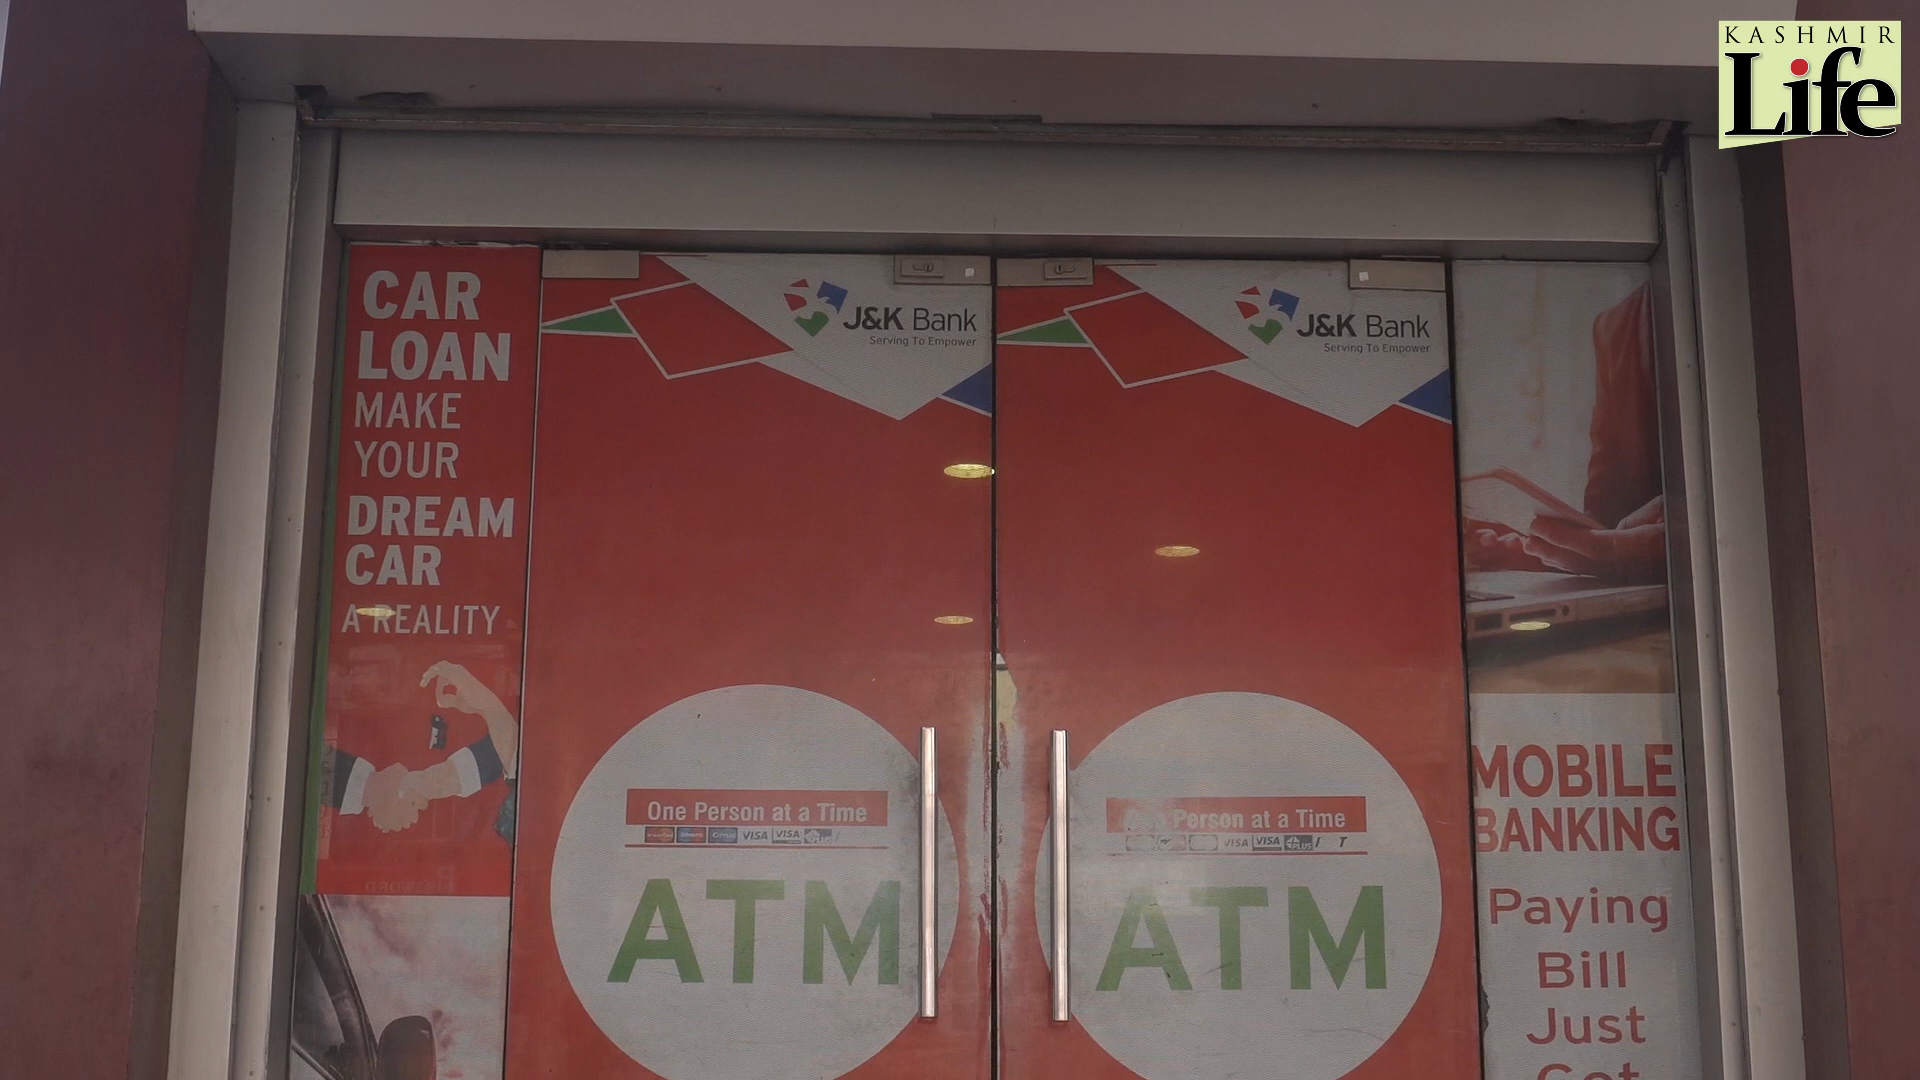 KASHMIR
Life
CAR
LOAN
MAKE
YOUR
DREAM
CAR
A REALITY
J&K Bank
Serving To Empower
One Person at a Time
VISA VISA
ATM
J&K Bank
Serving To Empower
Person at a Time
VISA VISA PLUS
ATM
MOBILE
BANKING
Paying
Bill
Just
Got